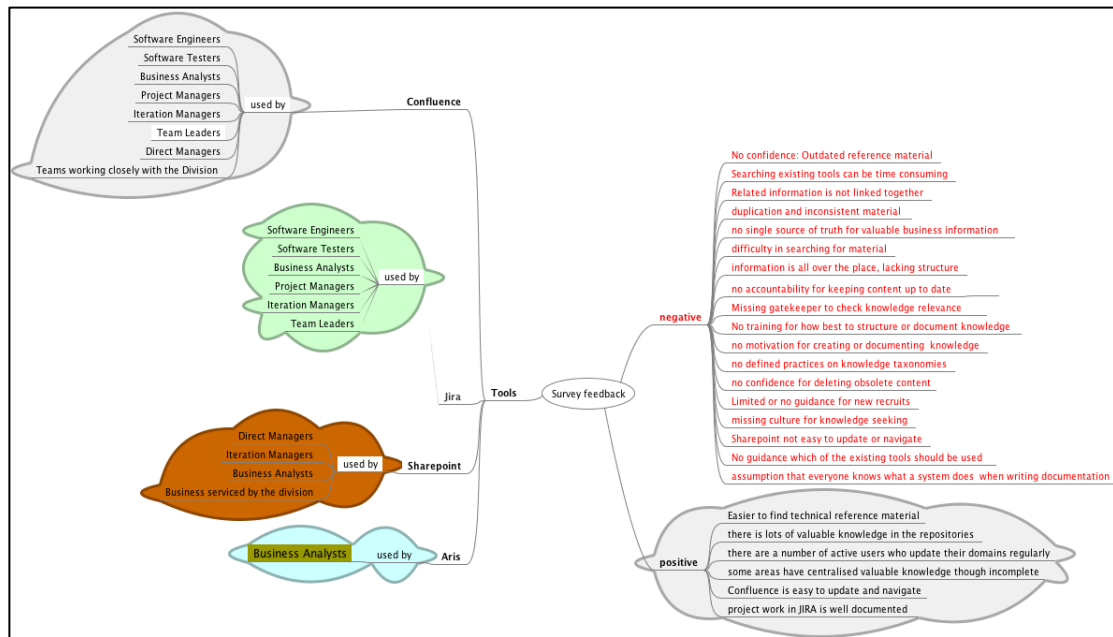 Software Engineers
Software Testers
Business Analysts
Project Managers
Iteration Managers
Team Leaders
Direct Managers
Teams working closely with the Division
used by
Confluence
Software Engineers
Software Testers
Business Analysts
Project Managers
Iteration Managers
Team Leaders
used by
Jira
Direct Managers
Iteration Managers
Business Analysts
Business serviced by the division
used by
Sharepoint
Business Analysts
used by
Aris
Tools
Survey feedback
negative
No confidence: Outdated reference material
Searching existing tools can be time consuming
Related information is not linked together
duplication and inconsistent material
no single source of truth for valuable business information
difficulty in searching for material
information is all over the place, lacking structure
no accountability for keeping content up to date
Missing gatekeeper to check knowledge relevance
No training for how best to structure or document knowledge
no motivation for creating or documenting knowledge
no defined practices on knowledge taxonomies
no confidence for deleting obsolete content
Limited or no guidance for new recruits
missing culture for knowledge seeking
Sharepoint not easy to update or navigate
No guidance which of the existing tools should be used
assumption that everyone knows what a system does when writing documentation
positive
Easier to find technical reference material
there is lots of valuable knowledge in the repositories
there are a number of active users who update their domains regularly
some areas have centralised valuable knowledge though incomplete
Confluence is easy to update and navigate
project work in JIRA is well documented